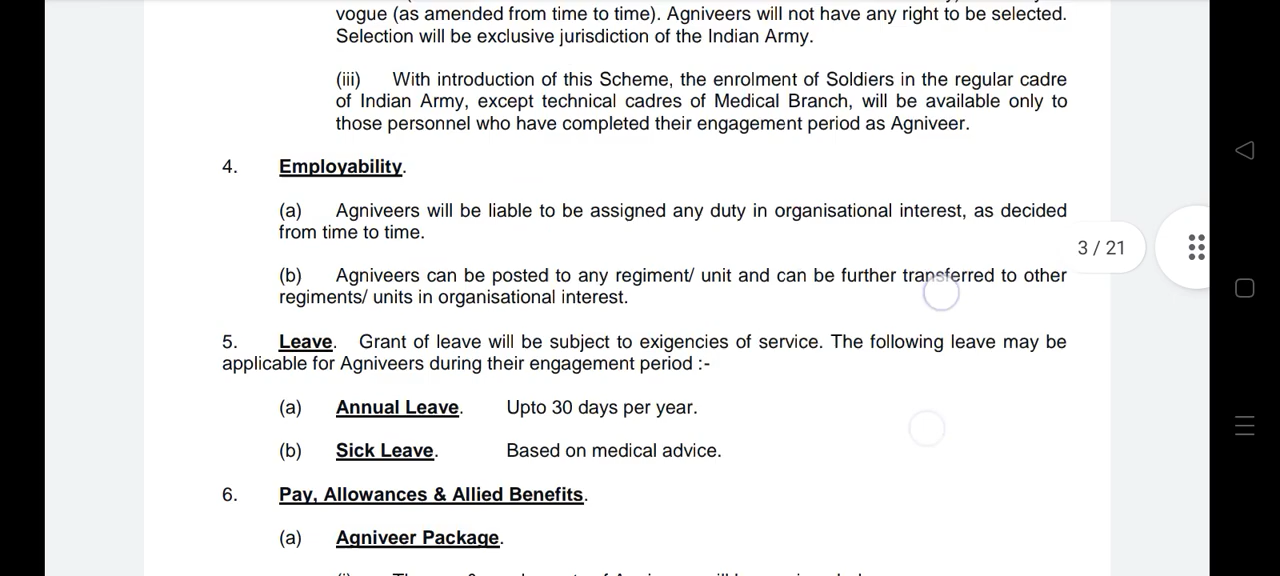 vogue (as amended from time to time). Agniveers will not have any right to be selected.
Selection will be exclusive jurisdiction of the Indian Army.
(iii) With introduction of this Scheme, the enrolment of Soldiers in the regular cadre
of Indian Army, except technical cadres of Medical Branch, will be available only to
those personnel who have completed their engagement period as Agniveer.
4. Employability.
(a) Agniveers will be liable to be assigned any duty in organisational interest, as decided
from time to time.
3 / 21
(b) Agniveers can be posted to any regiment/ unit and can be further transferred to other
regiments/ units in organisational interest.
5. Leave. Grant of leave will be subject to exigencies of service. The following leave may be
applicable for Agniveers during their engagement period :-
(a) Annual Leave. Upto 30 days per year.
(b) Sick Leave. Based on medical advice.
6. Pay, Allowances & Allied Benefits.
(a) Agniveer Package.